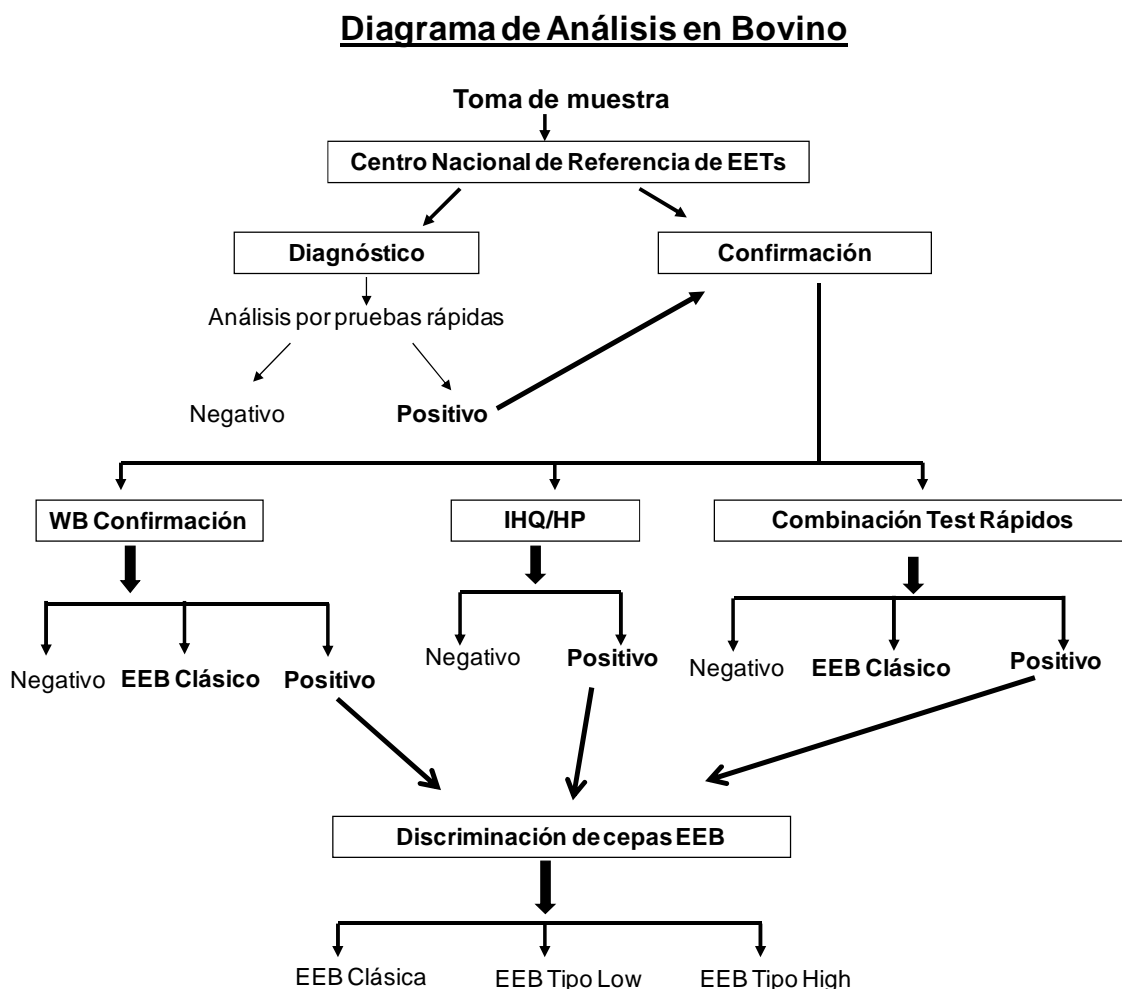 Diagrama de Análisis en Bovino
Toma de muestra
Centro Nacional de Referencia de EETs
Diagnóstico
Confirmación
Análisis por pruebas rápidas
Negativo
Positivo
WB Confirmación
IHQ/HP
Combinación Test Rápidos
Negativo
EEB Clásico
Positivo
Negativo
Positivo
Negativo
EEB Clásico
Positivo
Discriminación de cepas EEB
EEB Clásica
EEB Tipo Low
EEB Tipo High